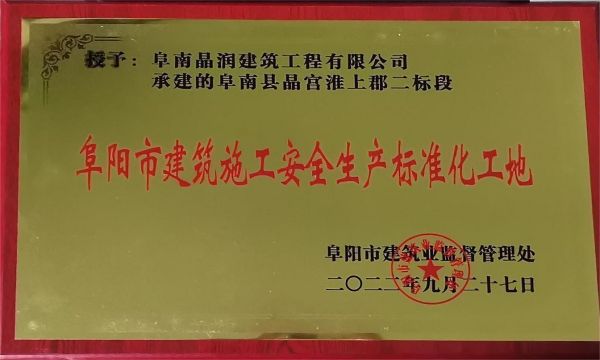 授予：阜南晶润建筑工程有限公司
承建的阜南县晶宫淮上郡二标段
阜阳市建筑施工安全生产标准化工地
阜阳市建筑业监督管理处
二〇二二年九月二十七日